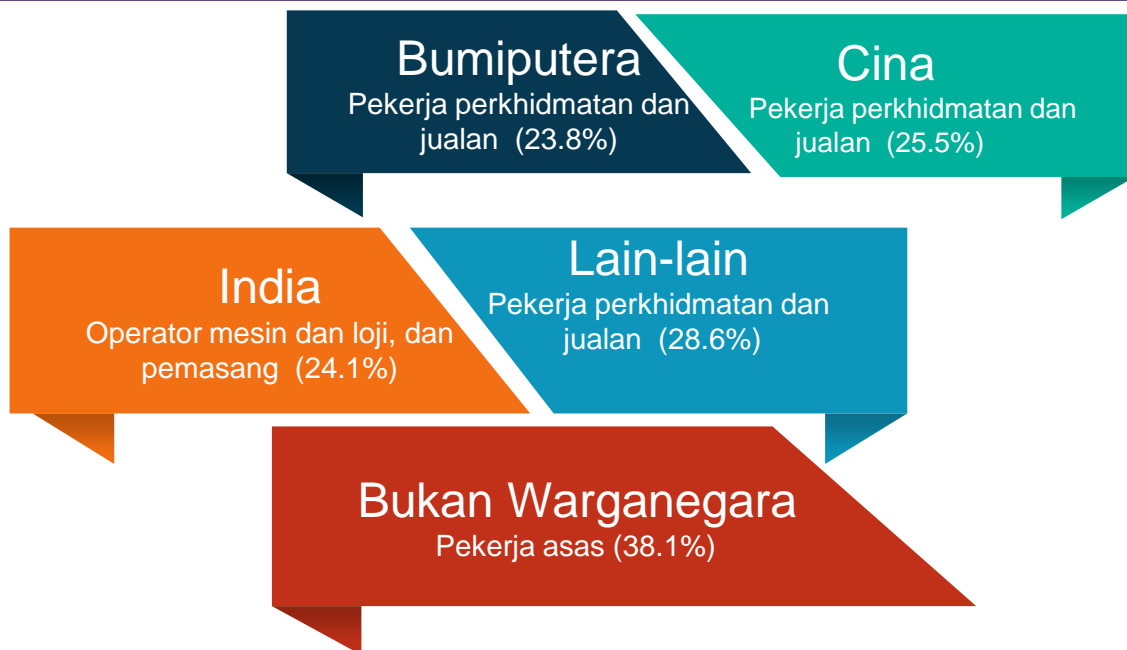 Bumiputera
Pekerja perkhidmatan dan
jualan (23.8%)
Cina
Pekerja perkhidmatan dan
jualan (25.5%)
India
Operator mesin dan loji, dan
pemasang (24.1%)
Lain-lain
Pekerja perkhidmatan dan
jualan (28.6%)
Bukan Warganegara
Pekerja asas (38.1%)